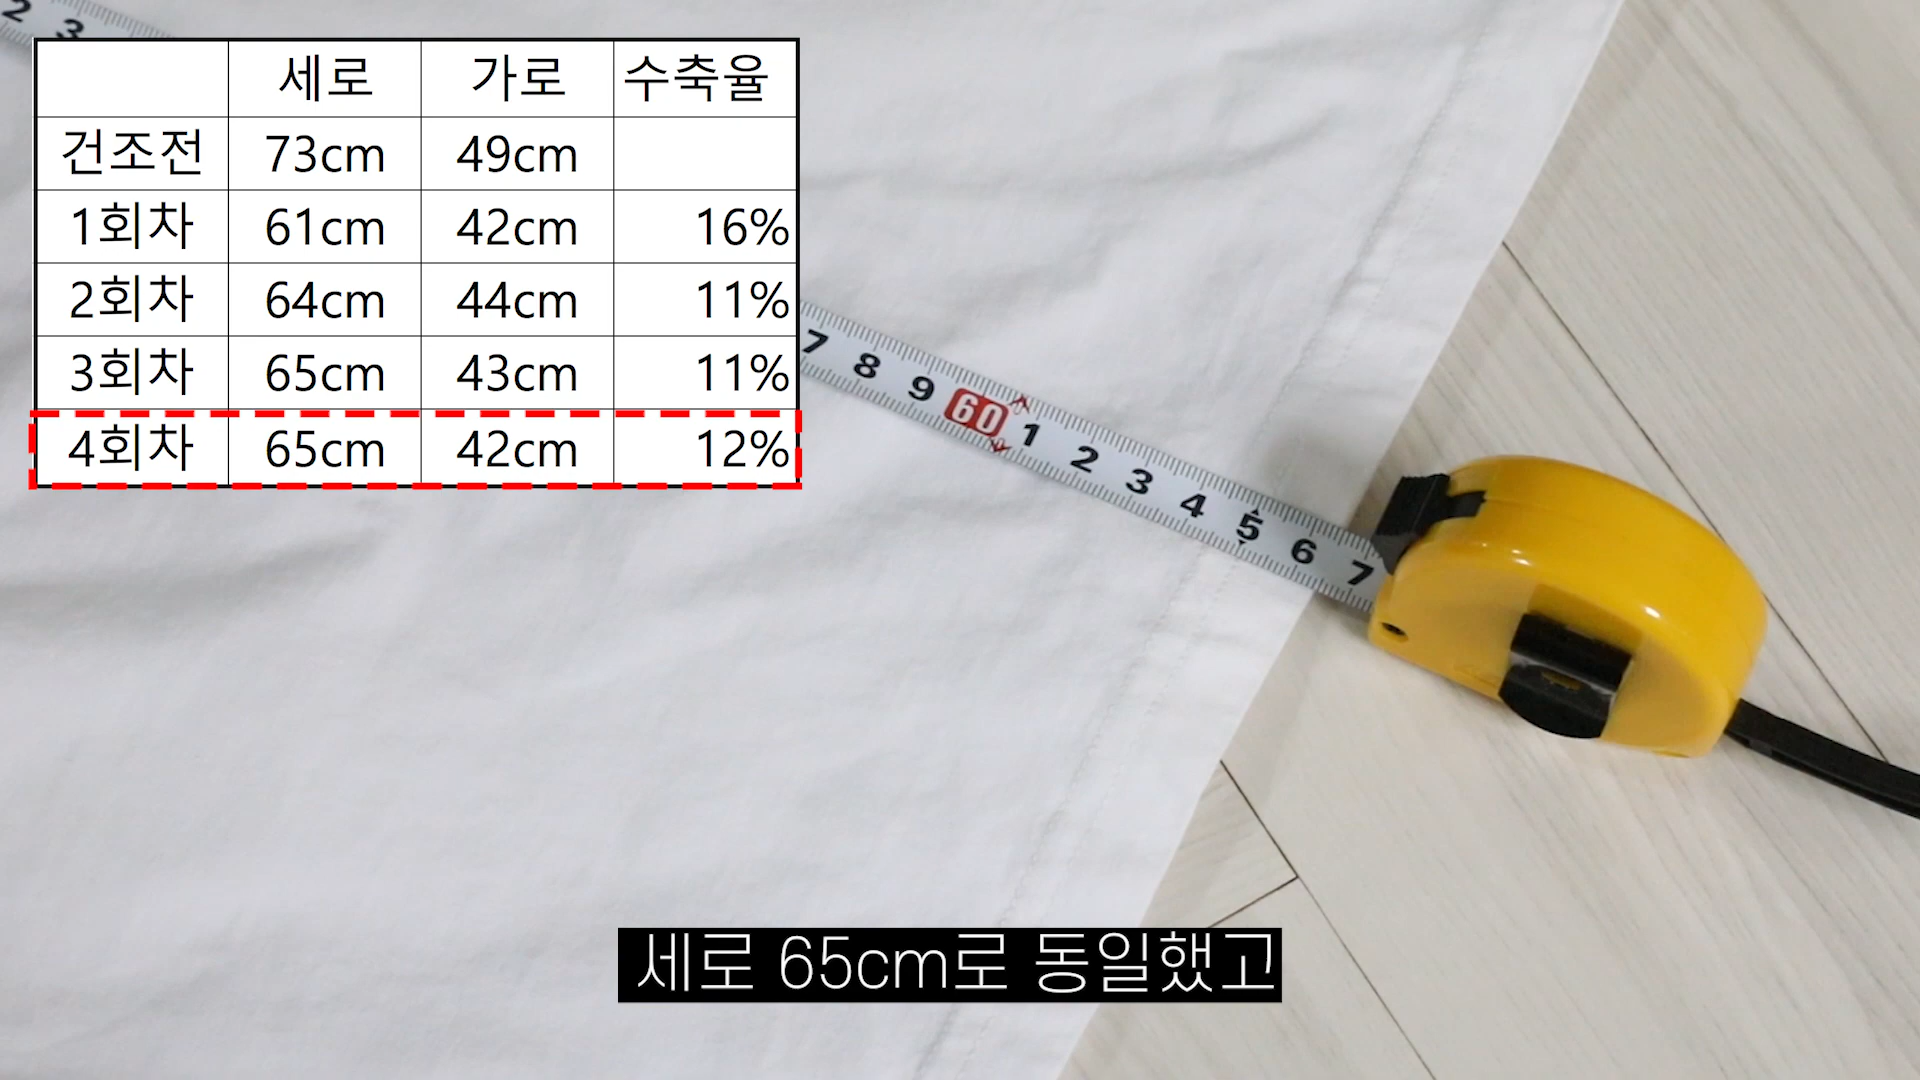 2 3
세로 가로 수축율
건조전 73cm 49cm
1회차 61cm 42cm 16%
2회차 64cm 44cm 11%
3회차 65cm 43cm 11%
4회차 65cm 42cm 12%
7 8 9 60 1 2 3 4 5 6 7
세로 65cm로 동일했고